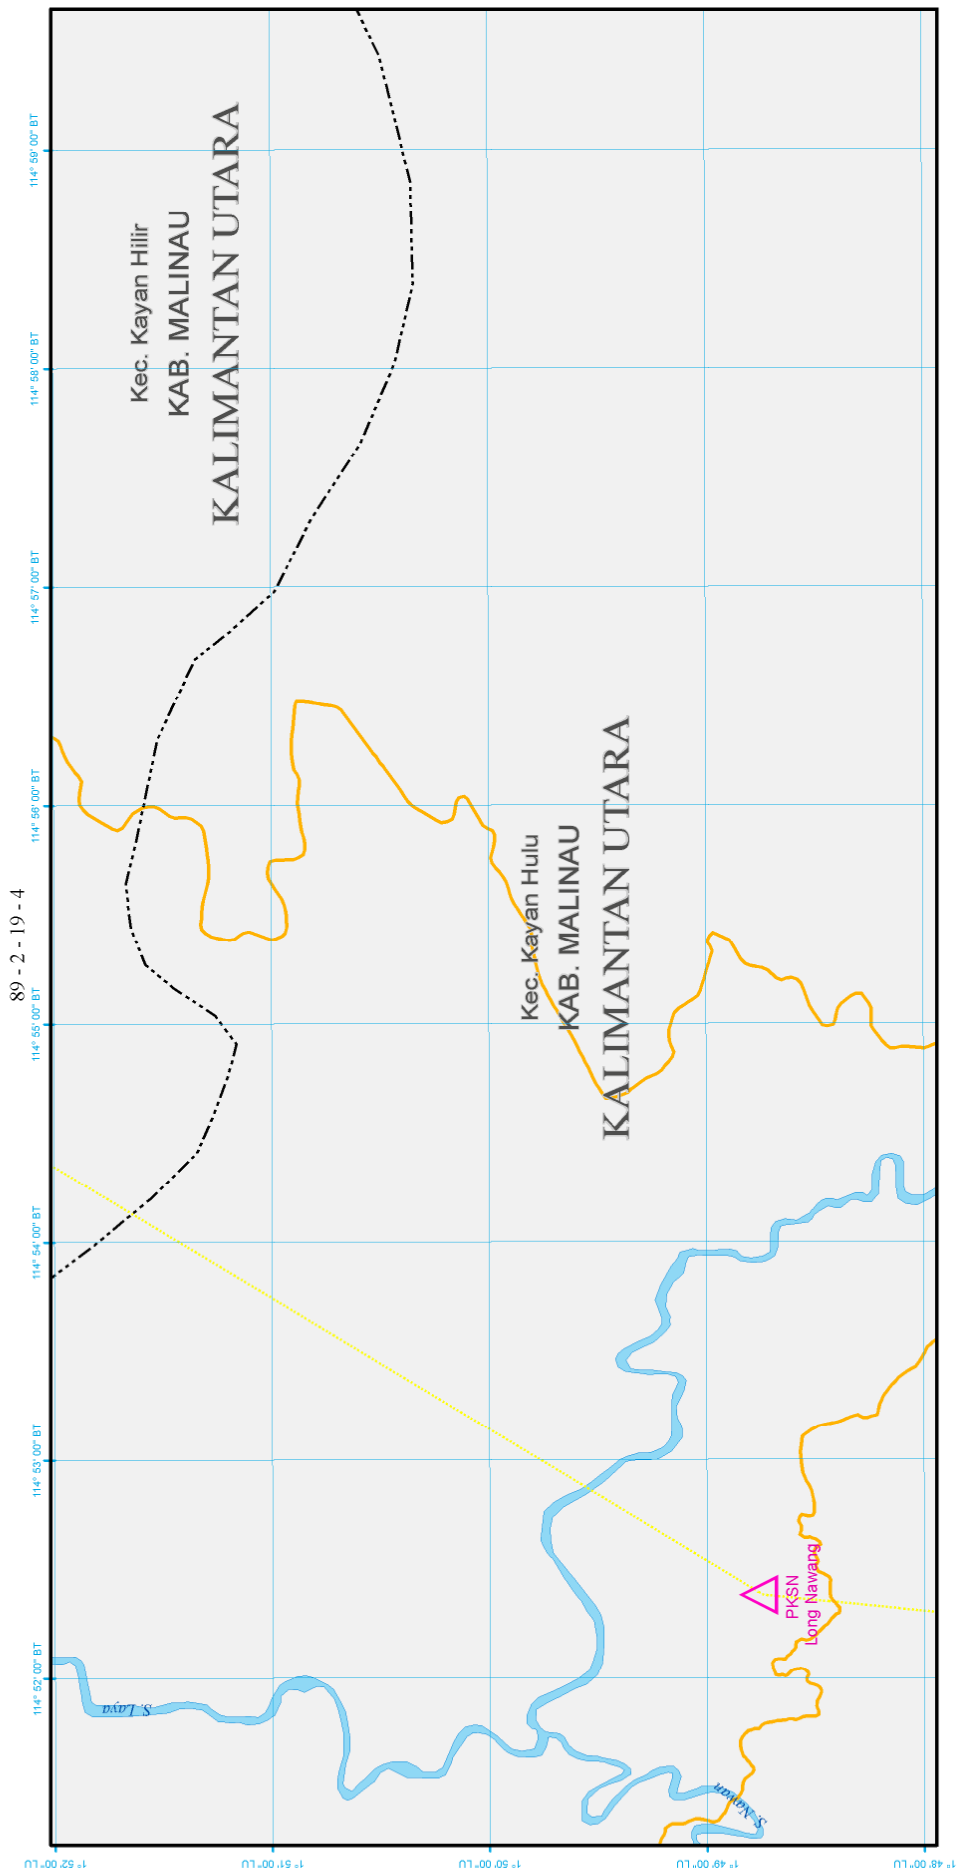 89 - 2 - 19 - 4
114° 52' 00" BT
114° 53' 00" BT
114° 54' 00" BT
114° 55' 00" BT
114° 56' 00" BT
114° 57' 00" BT
114° 58' 00" BT
114° 59' 00" BT
Kec. Kayan Hilir
KAB. MALINAU
KALIMANTAN UTARA
Kec. Kayan Hulu
KAB. MALINAU
KALIMANTAN UTARA
S. Laya
S. Nawan
PKSN
Long Nawang
1° 52' 00" LU
1° 51' 00" LU
1° 50' 00" LU
1° 49' 00" LU
1° 48' 00" LU